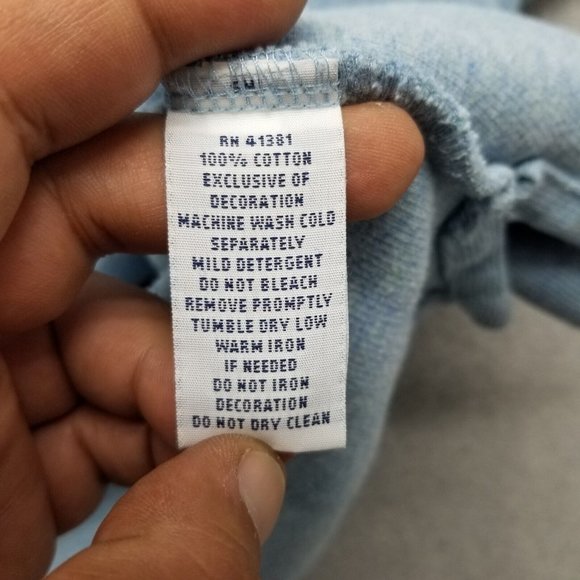 RN 41381
100% COTTON
EXCLUSIVE OF
DECORATION
MACHINE WASH COLD
SEPARATELY
MILD DETERGENT
DO NOT BLEACH
REMOVE PROMPTLY
TUMBLE DRY LOW
WARM IRON
IF NEEDED
DO NOT IRON
DECORATION
DO NOT DRY CLEAN